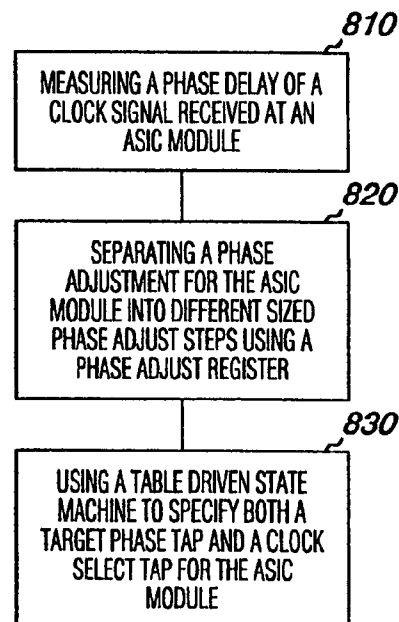 810
MEASURING A PHASE DELAY OF A
CLOCK SIGNAL RECEIVED AT AN
ASIC MODULE
820
SEPARATING A PHASE
ADJUSTMENT FOR THE ASIC
MODULE INTO DIFFERENT SIZED
PHASE ADJUST STEPS USING A
PHASE ADJUST REGISTER
830
USING A TABLE DRIVEN STATE
MACHINE TO SPECIFY BOTH A
TARGET PHASE TAP AND A CLOCK
SELECT TAP FOR THE ASIC
MODULE